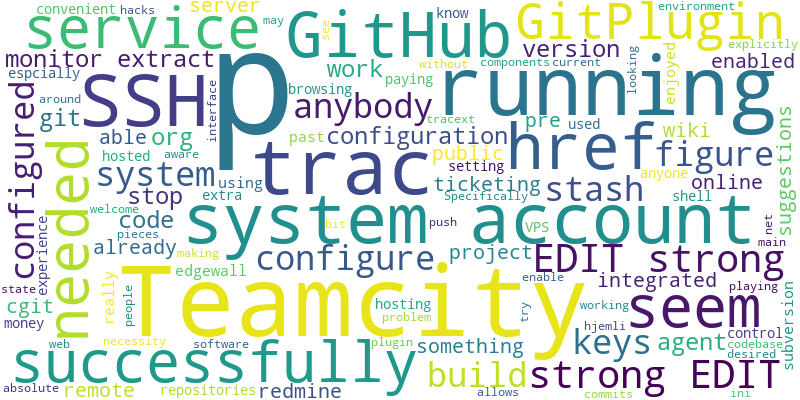 convenient hacks server may know see environment without components current explicitly
service GitHub GitPlugin
monitor extract work version enabled
espcially paying browsing looking enjoyed
SSH p running
configured git around able org hosted aware interface anybody pre used wiki
tracext configuration public setting anyone suggestions
past
needed system trac href figure
stop using ticketing stash online
welcome extra Specifically shell
code system account VPS push net main
experience already project bit
cgit pieces edgewall configure EDIT strong integrated playing
state really people making hosting enable seem subversion
money Teamcity problem try working hjemli control
web necessity software plugin something keys agent codebase desired
successfully build strong EDIT
remote repositories redmine allows commits ini
absolute